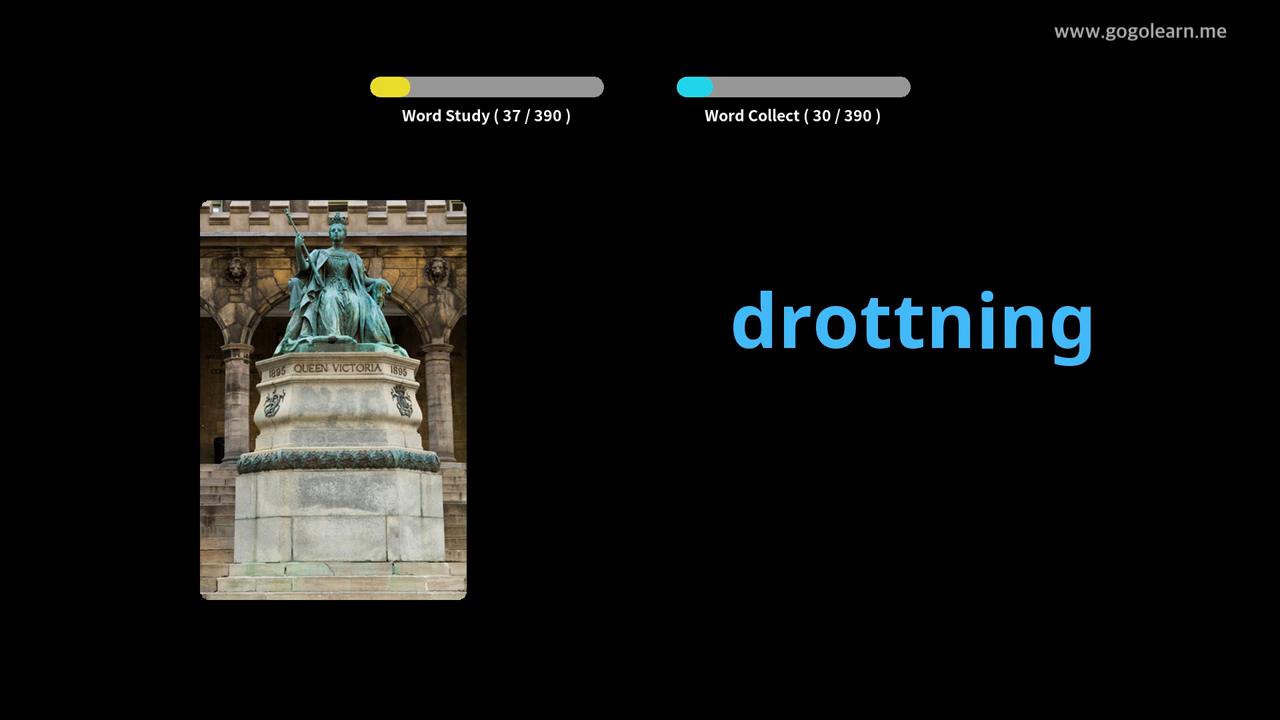 www.gogolearn.me
Word Study ( 37 / 390 )
Word Collect ( 30 / 390 )
1895 QUEEN VICTORIA 1895
drottning